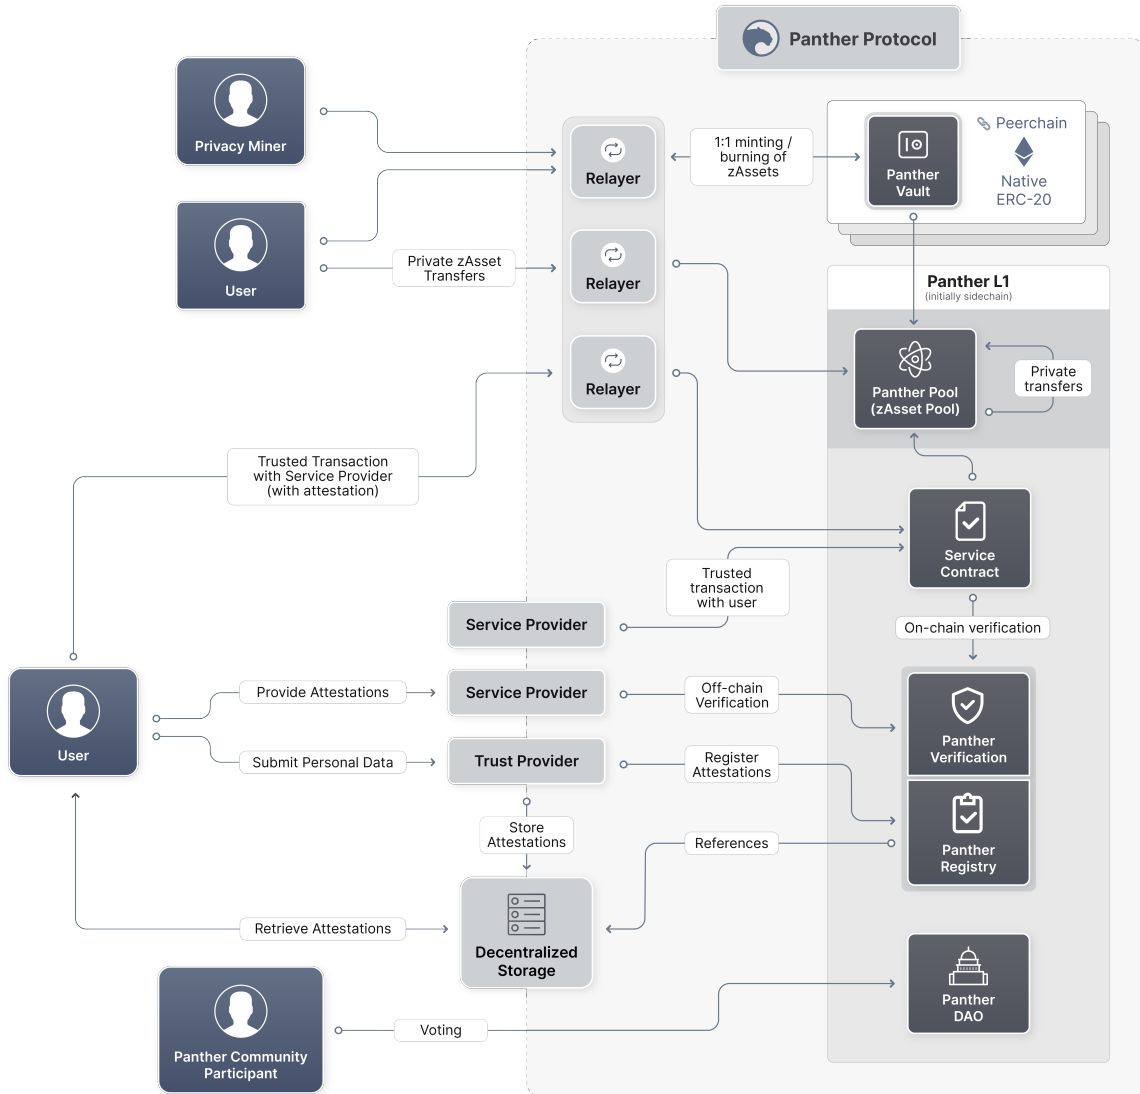 Panther Protocol
Privacy Miner
Relayer
1:1 minting /
burning of
zAssets
Panther
Vault
Peerchain
Native
ERC-20
User
Private zAsset
Transfers
Relayer
Panther L1
(initially sidechain)
Relayer
Panther Pool
(zAsset Pool)
Private
transfers
Trusted Transaction
with Service Provider
(with attestation)
Service
Contract
Trusted
transaction
with user
Service Provider
On-chain verification
User
Provide Attestations
Service Provider
Off-chain
Verification
Panther
Verification
Submit Personal Data
Trust Provider
Register
Attestations
Store
Attestations
References
Panther
Registry
Retrieve Attestations
Decentralized
Storage
Panther
DAO
Panther Community
Participant
Voting